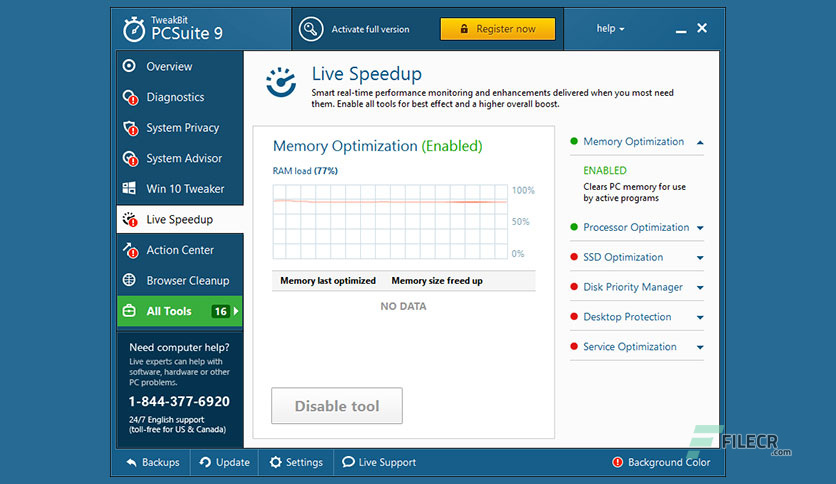 TweakBit
PCSuite 9
Activate full version
Register now
help
Overview
Diagnostics
System Privacy
System Advisor
Win 10 Tweaker
Live Speedup
Action Center
Browser Cleanup
All Tools
16
Need computer help?
Live experts can help with
software, hardware or other
PC problems.
1-844-377-6920
24/7 English support
(toll-free for US & Canada)
Live Speedup
Smart real-time performance monitoring and enhancements delivered when you most need
them. Enable all tools for best effect and a higher overall boost.
Memory Optimization (Enabled)
RAM load (77%)
100%
50%
0%
Memory last optimized Memory size freed up
NO DATA
Disable tool
Memory Optimization
ENABLED
Clears PC memory for use
by active programs
Processor Optimization
SSD Optimization
Disk Priority Manager
Desktop Protection
Service Optimization
FILECR
.com
Backups
Update
Settings
Live Support
Background Color